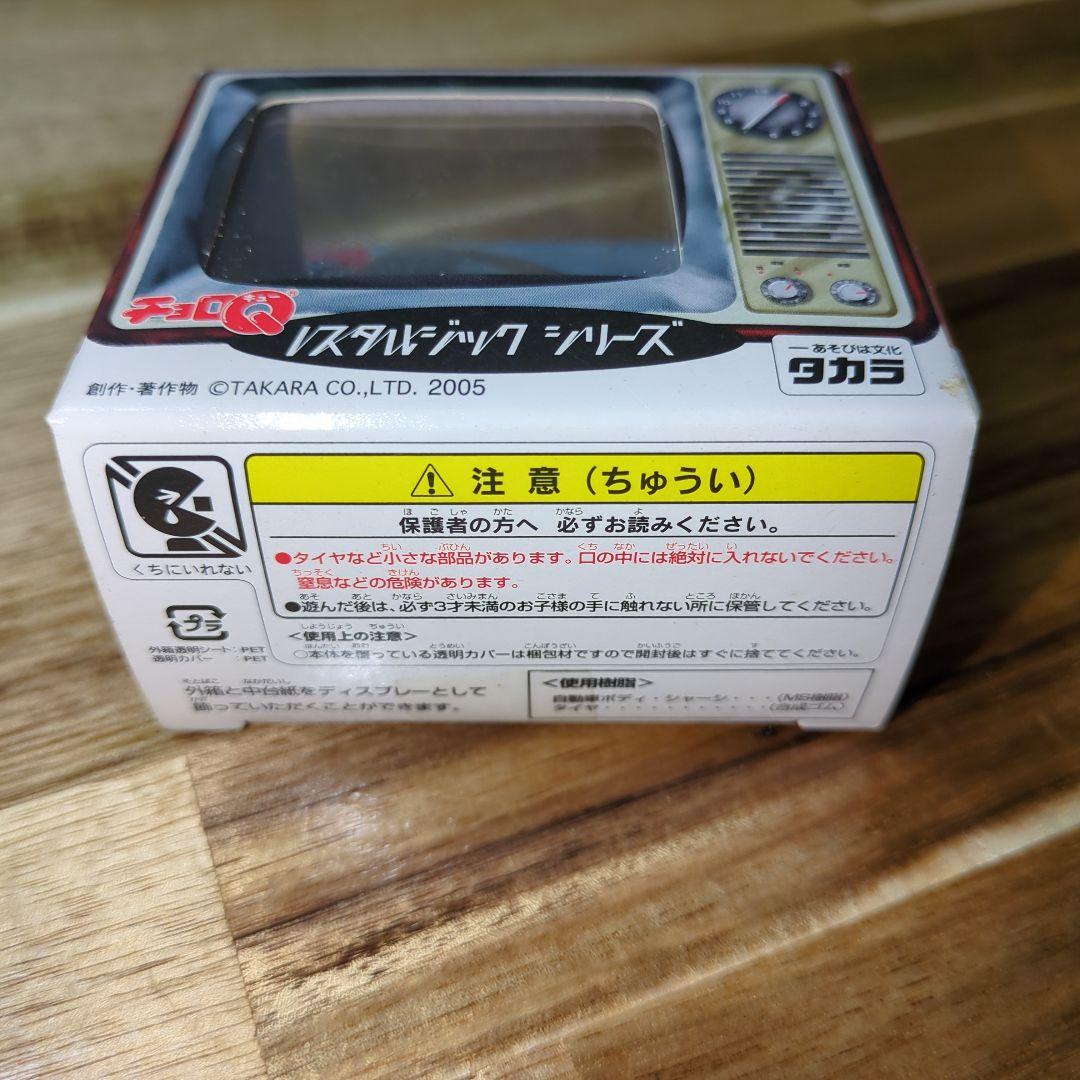 チョロQ
ノスタルジック シリーズ
創作・著作物 ©TAKARA CO.,LTD. 2005
あそびは文化
タカラ
注意（ちゅうい）
保護者の方へ 必ずお読みください。
●タイヤなど小さな部品があります。口の中には絶対に入れないでください。
窒息などの危険があります。
●遊んだ後は、必ず3才未満のお子様の手に触れない所に保管してください。
くちにいれない
プラ
外箱透明シート：PET
透明カバー：PET
＜使用上の注意＞
○本体を覆っている透明カバーは梱包材ですので開封後はすぐに捨ててください。
外箱と中台紙をディスプレーとして
飾っていただくことができます。
＜使用樹脂＞
自動車ボディ・シャーシ・・・（MS樹脂）
タイヤ・・・・・・・・・・・・（合成ゴム）